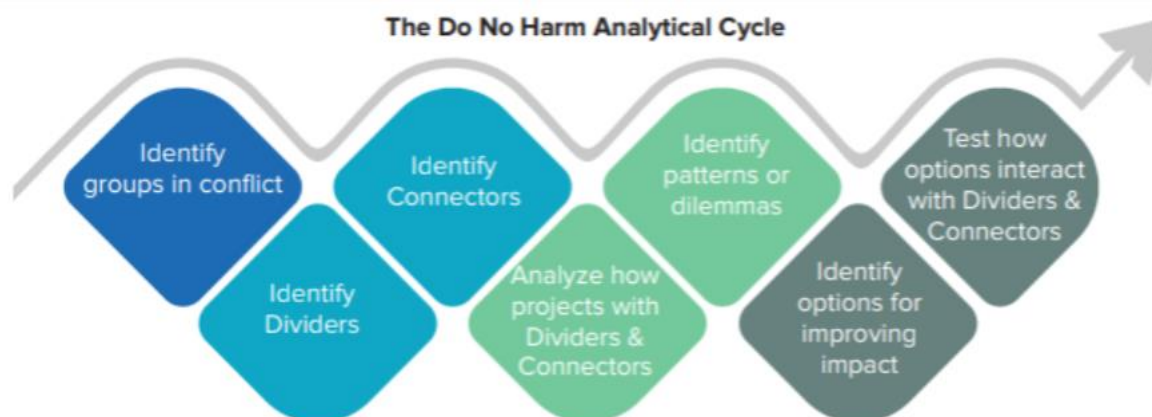 The Do No Harm Analytical Cycle
Identify
groups in conflict
Identify
Dividers
Identify
Connectors
Analyze how
projects with
Dividers &
Connectors
Identify
patterns or
dilemmas
Identify
options for
improving
impact
Test how
options interact
with Dividers &
Connectors